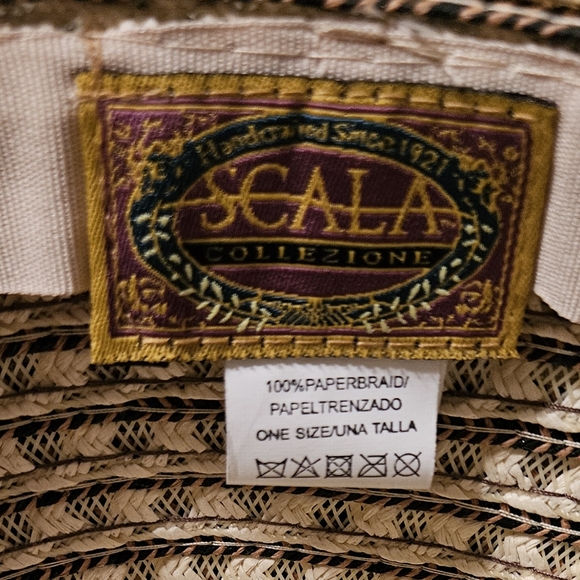 Handcrafted Since 1921
SCALA
COLLEZIONE
100%PAPERBRAID/
PAPELTRENZADO
ONE SIZE/UNA TALLA